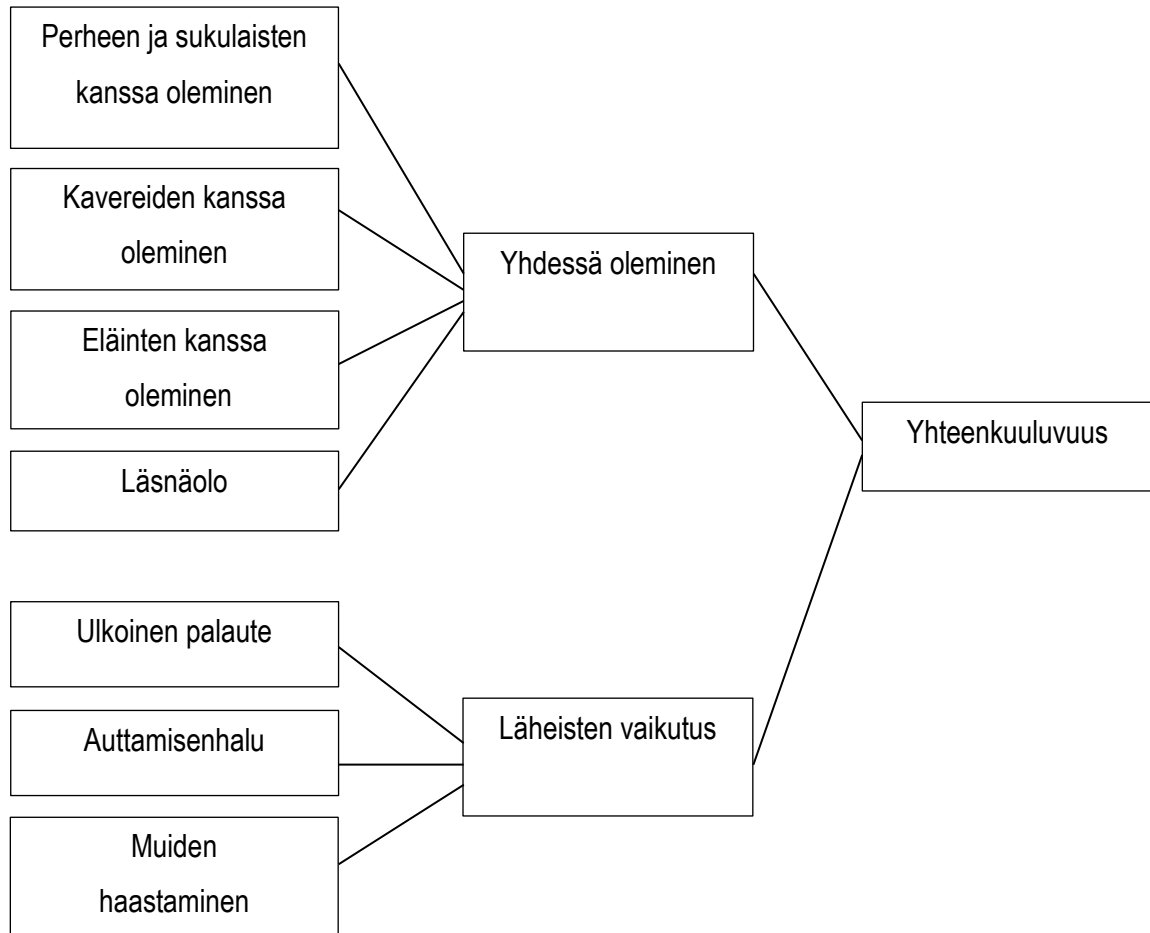 Perheen ja sukulaisten
kanssa oleminen
Kavereiden kanssa
oleminen
Eläinten kanssa
oleminen
Läsnäolo
Ulkoinen palaute
Auttamisenhalu
Muiden
haastaminen
Yhdessä oleminen
Läheisten vaikutus
Yhteenkuuluvuus